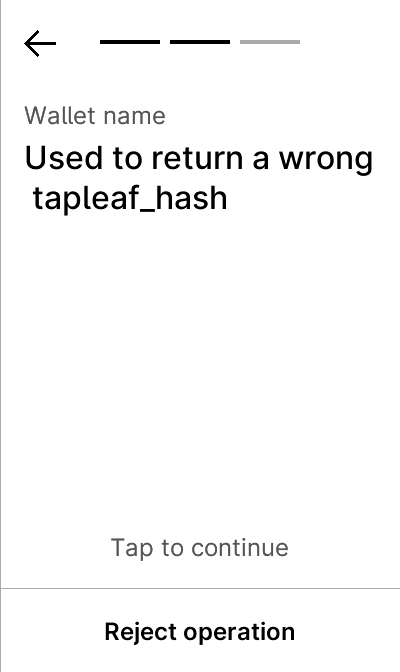 Wallet name
Used to return a wrong
tapleaf_hash
Tap to continue
Reject operation